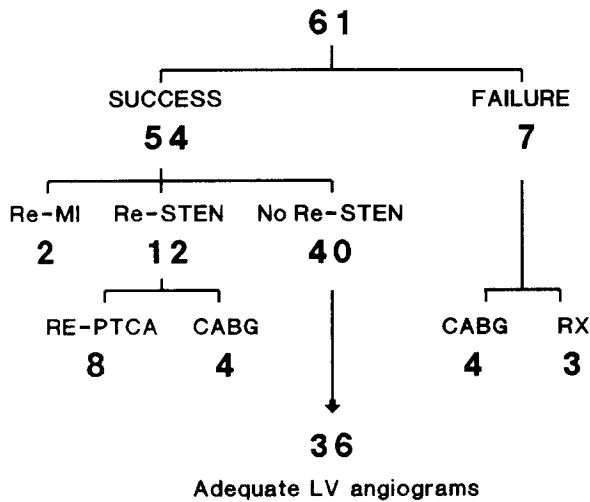 61
SUCCESS FAILURE
54 7
Re-MI Re-STEN No Re-STEN
2 12 40
RE-PTCA CABG CABG RX
8 4 4 3
36
Adequate LV angiograms